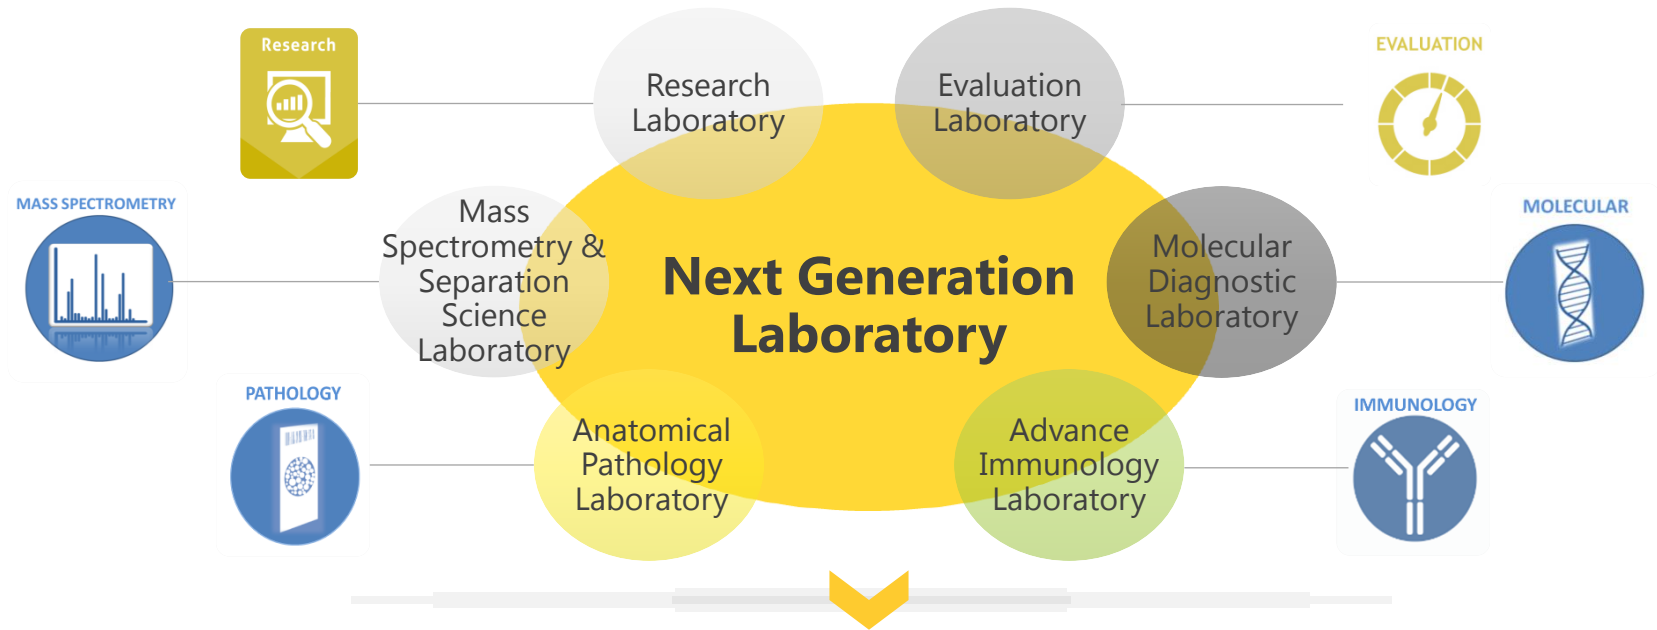 Research
Research
Laboratory
Evaluation
Laboratory
EVALUATION
MASS SPECTROMETRY
Mass
Spectrometry &
Separation
Science
Laboratory
Next Generation
Laboratory
Molecular
Diagnostic
Laboratory
MOLECULAR
PATHOLOGY
Anatomical
Pathology
Laboratory
Advance
Immunology
Laboratory
IMMUNOLOGY